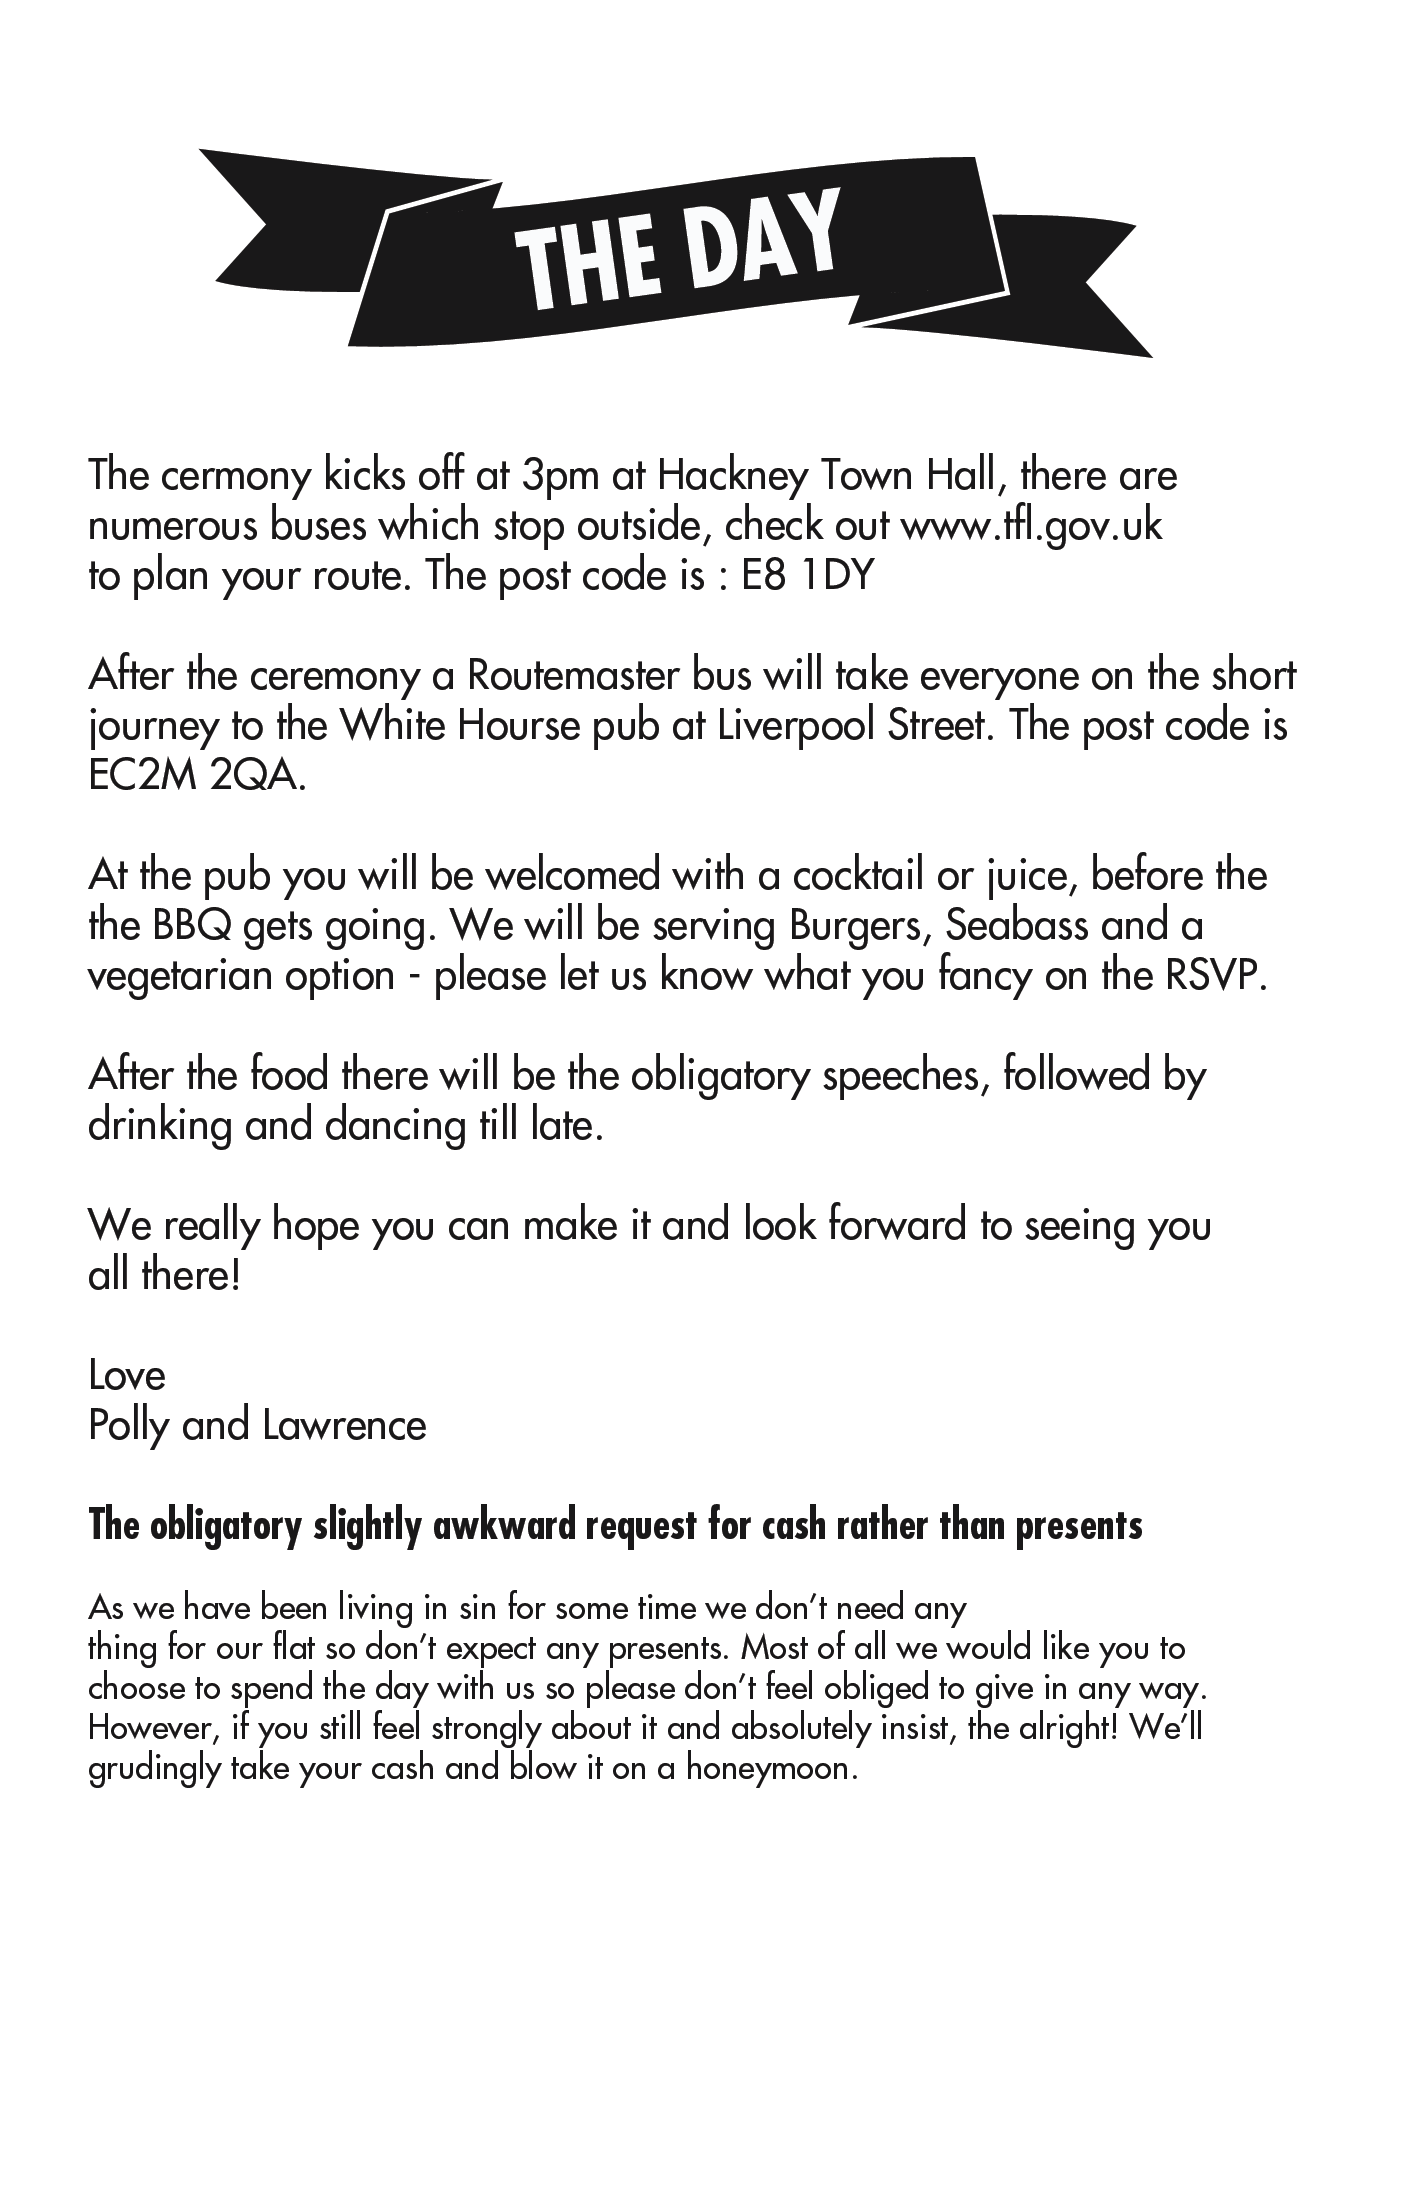 THE DAY
The cermony kicks off at 3pm at Hackney Town Hall, there are
numerous buses which stop outside, check out www.tfl.gov.uk
to plan your route. The post code is : E8 1DY
After the ceremony a Routemaster bus will take everyone on the short
journey to the White Hourse pub at Liverpool Street. The post code is
EC2M 2QA.
At the pub you will be welcomed with a cocktail or juice, before the
the BBQ gets going. We will be serving Burgers, Seabass and a
vegetarian option - please let us know what you fancy on the RSVP.
After the food there will be the obligatory speeches, followed by
drinking and dancing till late.
We really hope you can make it and look forward to seeing you
all there!
Love
Polly and Lawrence
The obligatory slightly awkward request for cash rather than presents
As we have been living in sin for some time we don’t need any
thing for our flat so don’t expect any presents. Most of all we would like you to
choose to spend the day with us so please don’t feel obliged to give in any way.
However, if you still feel strongly about it and absolutely insist, the alright! We’ll
grudingly take your cash and blow it on a honeymoon.